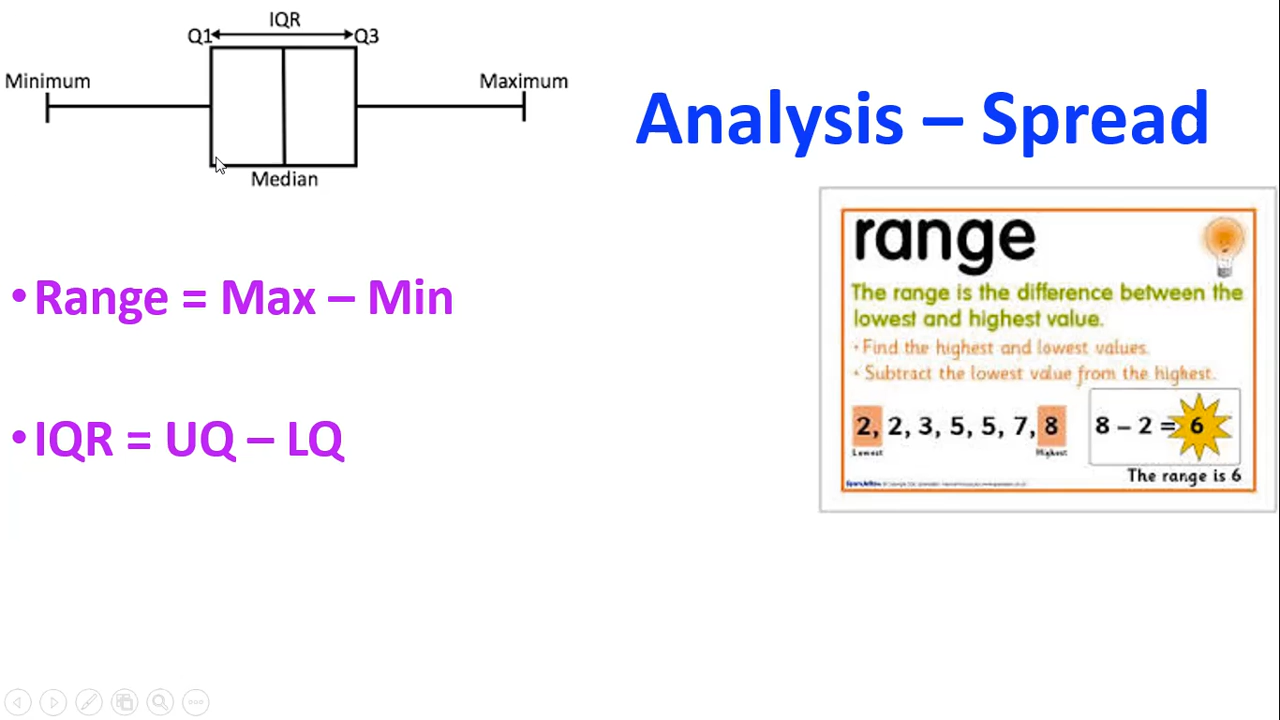 IQR
Q1
Q3
Minimum
Maximum
Median
Analysis – Spread
•Range = Max – Min
•IQR = UQ – LQ
range
The range is the difference between the
lowest and highest value.
• Find the highest and lowest values.
• Subtract the lowest value from the highest.
2, 2, 3, 5, 5, 7, 8
Lowest
Highest
8 – 2 = 6
The range is 6